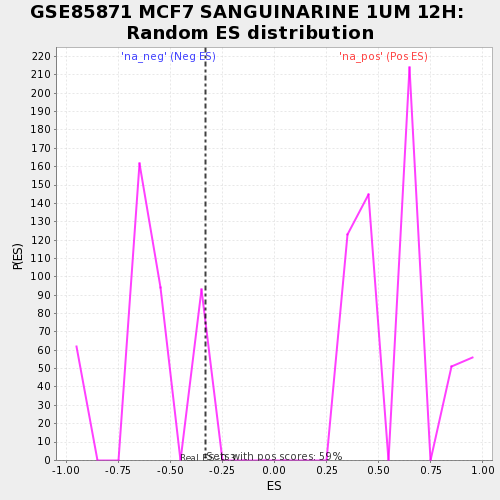 GSE85871 MCF7 SANGUINARINE 1UM 12H:
Random ES distribution
'na_neg' (Neg ES)
'na_pos' (Pos ES)
220
210
200
190
180
170
160
150
140
130
120
110
100
90
80
70
60
50
40
30
20
10
0
P(ES)
Sets with pos scores: 59%
-1.00 -0.75 -0.50 -0.25 0.00 0.25 0.50 0.75 1.00
ES